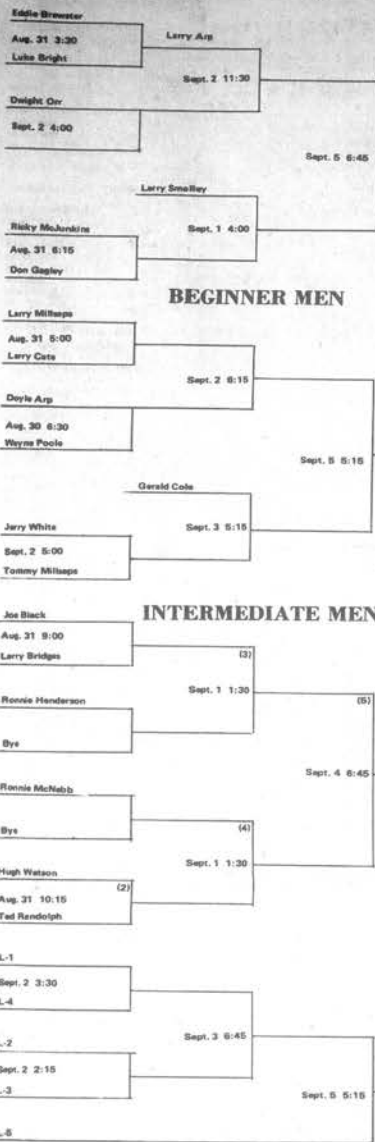 Eddie Brewster
Larry Arp
Aug. 31 3:30
Luke Bright
Sept. 2 11:30
Dwight Orr
Sept. 2 4:00
Sept. 5 6:45
Larry Smalley
Ricky McJunkins
Sept. 1 4:00
Aug. 31 6:15
Don Gagley
BEGINNER MEN
Larry Millsaps
Aug. 31 5:00
Larry Cate
Sept. 2 6:15
Doyle Arp
Aug. 30 6:30
Wayne Poole
Sept. 5 5:15
Gerald Cole
Jerry White
Sept. 3 5:15
Sept. 2 5:00
Tommy Millsaps
INTERMEDIATE MEN
Joe Black
Aug. 31 9:00
Larry Bridges
(3)
Sept. 1 1:30
Ronnie Henderson
(5)
Bye
Sept. 4 6:45
Ronnie McNabb
Bye
(4)
Sept. 1 1:30
Hugh Watson
(2)
Aug. 31 10:15
Ted Randolph
L-1
Sept. 2 3:30
L-4
Sept. 3 6:45
L-2
Sept. 2 2:15
L-3
Sept. 5 5:15
L-5